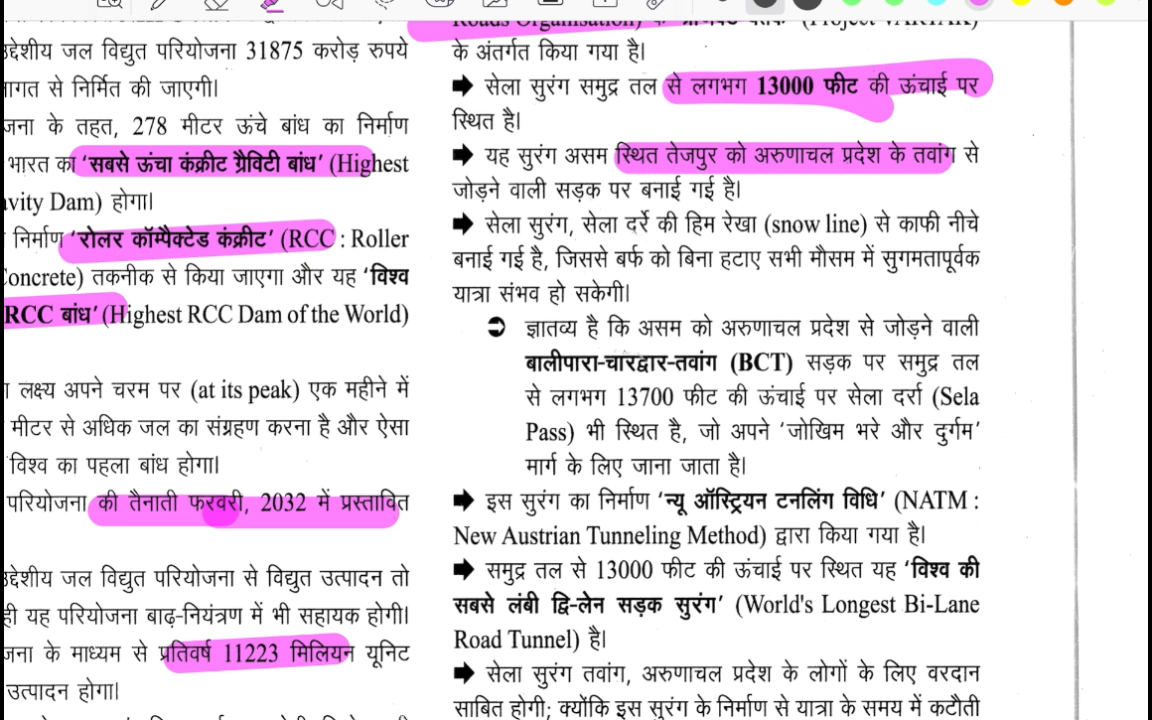 उद्देशीय जल विद्युत परियोजना 31875 करोड़ रुपये
लागत से निर्मित की जाएगी।
जना के तहत, 278 मीटर ऊंचे बांध का निर्माण
भारत का 'सबसे ऊंचा कंक्रीट ग्रैविटी बांध' (Highest
avity Dam) होगा।
निर्माण 'रोलर कॉम्पैक्टेड कंक्रीट' (RCC : Roller
Concrete) तकनीक से किया जाएगा और यह 'विश्व
RCC बांध' (Highest RCC Dam of the World)
लक्ष्य अपने चरम पर (at its peak) एक महीने में
मीटर से अधिक जल का संग्रहण करना है और ऐसा
विश्व का पहला बांध होगा।
परियोजना की तैनाती फरवरी, 2032 में प्रस्तावित
उद्देशीय जल विद्युत परियोजना से विद्युत उत्पादन तो
ही यह परियोजना बाढ़-नियंत्रण में भी सहायक होगी।
जना के माध्यम से प्रतिवर्ष 11223 मिलियन यूनिट
उत्पादन होगा।
Roads Organisation) के (Project VARTAK)
के अंतर्गत किया गया है।
➡ सेला सुरंग समुद्र तल से लगभग 13000 फीट की ऊंचाई पर
स्थित है।
➡ यह सुरंग असम स्थित तेजपुर को अरुणाचल प्रदेश के तवांग से
जोड़ने वाली सड़क पर बनाई गई है।
➡ सेला सुरंग, सेला दर्रे की हिम रेखा (snow line) से काफी नीचे
बनाई गई है, जिससे बर्फ को बिना हटाए सभी मौसम में सुगमतापूर्वक
यात्रा संभव हो सकेगी।
➲ ज्ञातव्य है कि असम को अरुणाचल प्रदेश से जोड़ने वाली
बालीपारा-चारद्वार-तवांग (BCT) सड़क पर समुद्र तल
से लगभग 13700 फीट की ऊंचाई पर सेला दर्रा (Sela
Pass) भी स्थित है, जो अपने 'जोखिम भरे और दुर्गम'
मार्ग के लिए जाना जाता है।
➡ इस सुरंग का निर्माण 'न्यू ऑस्ट्रियन टनलिंग विधि' (NATM :
New Austrian Tunneling Method) द्वारा किया गया है।
➡ समुद्र तल से 13000 फीट की ऊंचाई पर स्थित यह 'विश्व की
सबसे लंबी द्वि-लेन सड़क सुरंग' (World's Longest Bi-Lane
Road Tunnel) है।
➡ सेला सुरंग तवांग, अरुणाचल प्रदेश के लोगों के लिए वरदान
साबित होगी; क्योंकि इस सुरंग के निर्माण से यात्रा के समय में कटौती